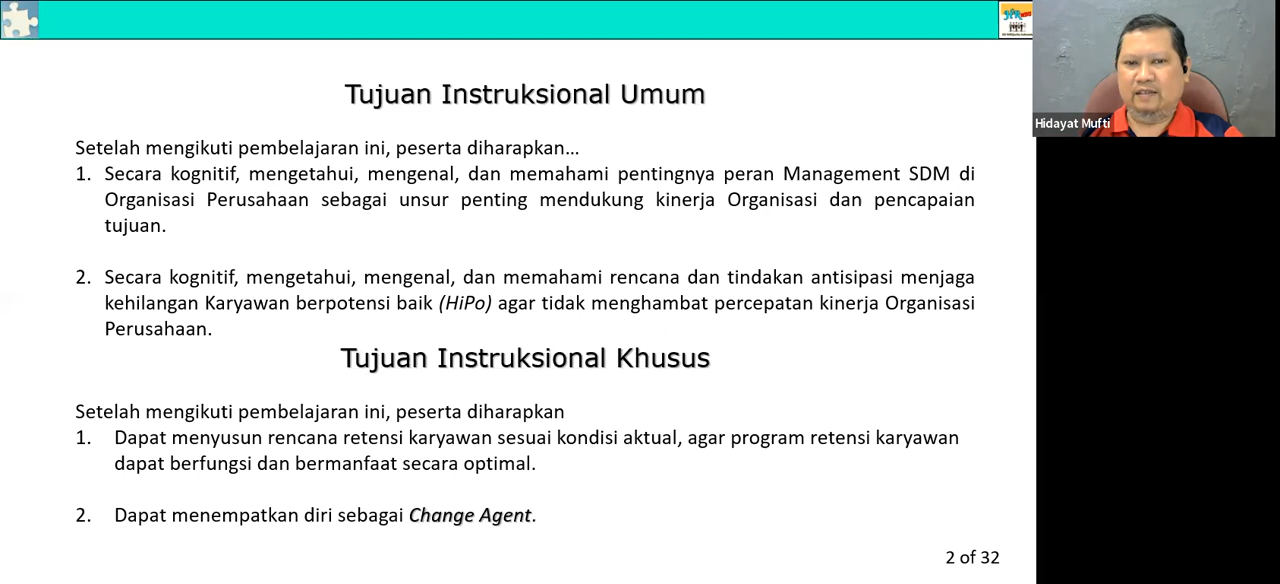 Tujuan Instruksional Umum
Setelah mengikuti pembelajaran ini, peserta diharapkan...
1. Secara kognitif, mengetahui, mengenal, dan memahami pentingnya peran Management SDM di
Organisasi Perusahaan sebagai unsur penting mendukung kinerja Organisasi dan pencapaian
tujuan.
2. Secara kognitif, mengetahui, mengenal, dan memahami rencana dan tindakan antisipasi menjaga
kehilangan Karyawan berpotensi baik (HiPo) agar tidak menghambat percepatan kinerja Organisasi
Perusahaan.
Tujuan Instruksional Khusus
Setelah mengikuti pembelajaran ini, peserta diharapkan
1. Dapat menyusun rencana retensi karyawan sesuai kondisi aktual, agar program retensi karyawan
dapat berfungsi dan bermanfaat secara optimal.
2. Dapat menempatkan diri sebagai Change Agent.
2 of 32
Hidayat Mufti